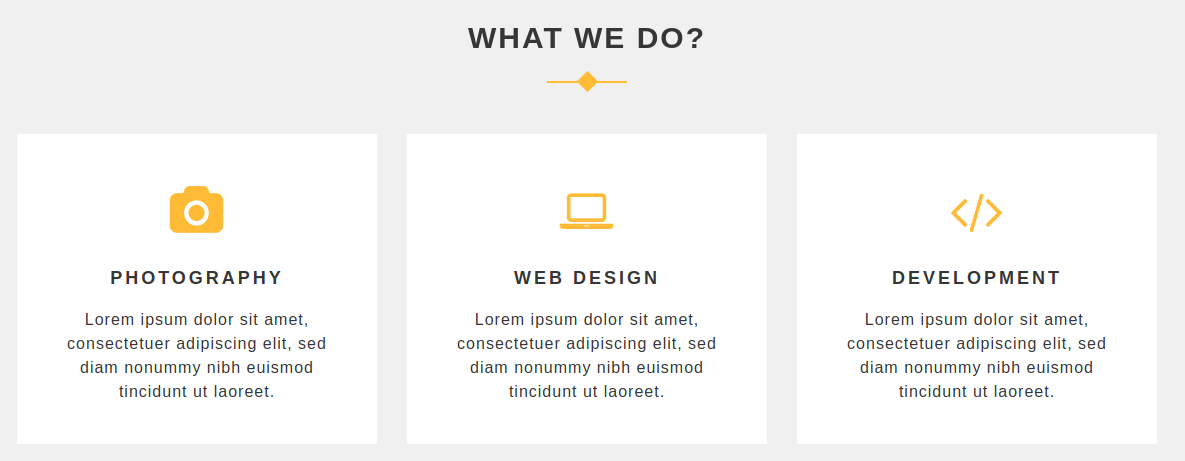 WHAT WE DO?
PHOTOGRAPHY
Lorem ipsum dolor sit amet,
consectetuer adipiscing elit, sed
diam nonummy nibh euismod
tincidunt ut laoreet.
WEB DESIGN
Lorem ipsum dolor sit amet,
consectetuer adipiscing elit, sed
diam nonummy nibh euismod
tincidunt ut laoreet.
DEVELOPMENT
Lorem ipsum dolor sit amet,
consectetuer adipiscing elit, sed
diam nonummy nibh euismod
tincidunt ut laoreet.